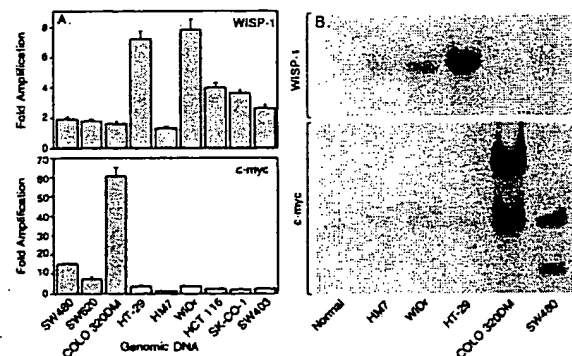 A.
WISP-1
Fold Amplification
8
6
4
2
0
c-myc
Fold Amplification
70
60
50
40
30
20
10
0
SW480
SW620
COLO 320DM
HT-29
HM7
WiDr
HCT 116
SK-CO-1
SW403
Genomic DNA
B.
WISP-1
c-myc
Normal
HM7
WiDr
HT-29
COLO 320DM
SW480